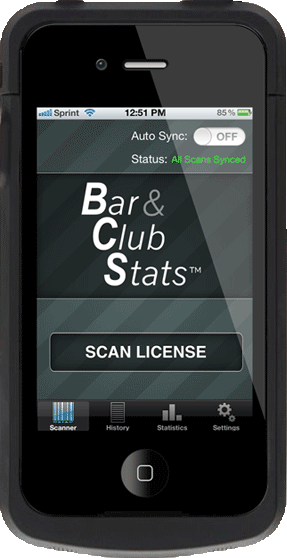 Sprint 12:51 PM 85%
Auto Sync: OFF
Status: All Scans Synced
Bar &
Club
Stats™
SCAN LICENSE
Scanner History Statistics Settings